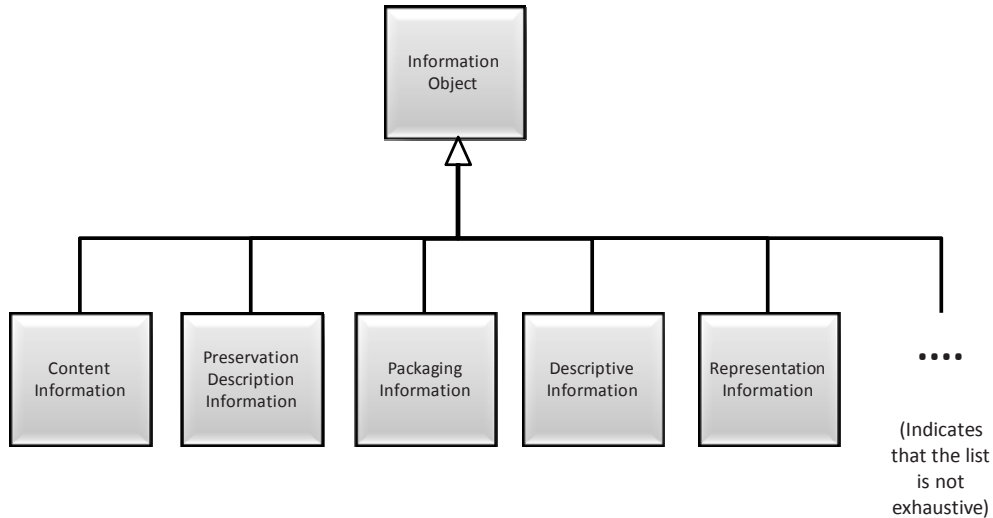 Information
Object
Content
Information
Preservation
Description
Information
Packaging
Information
Descriptive
Information
Representation
Information
....
(Indicates
that the list
is not
exhaustive)